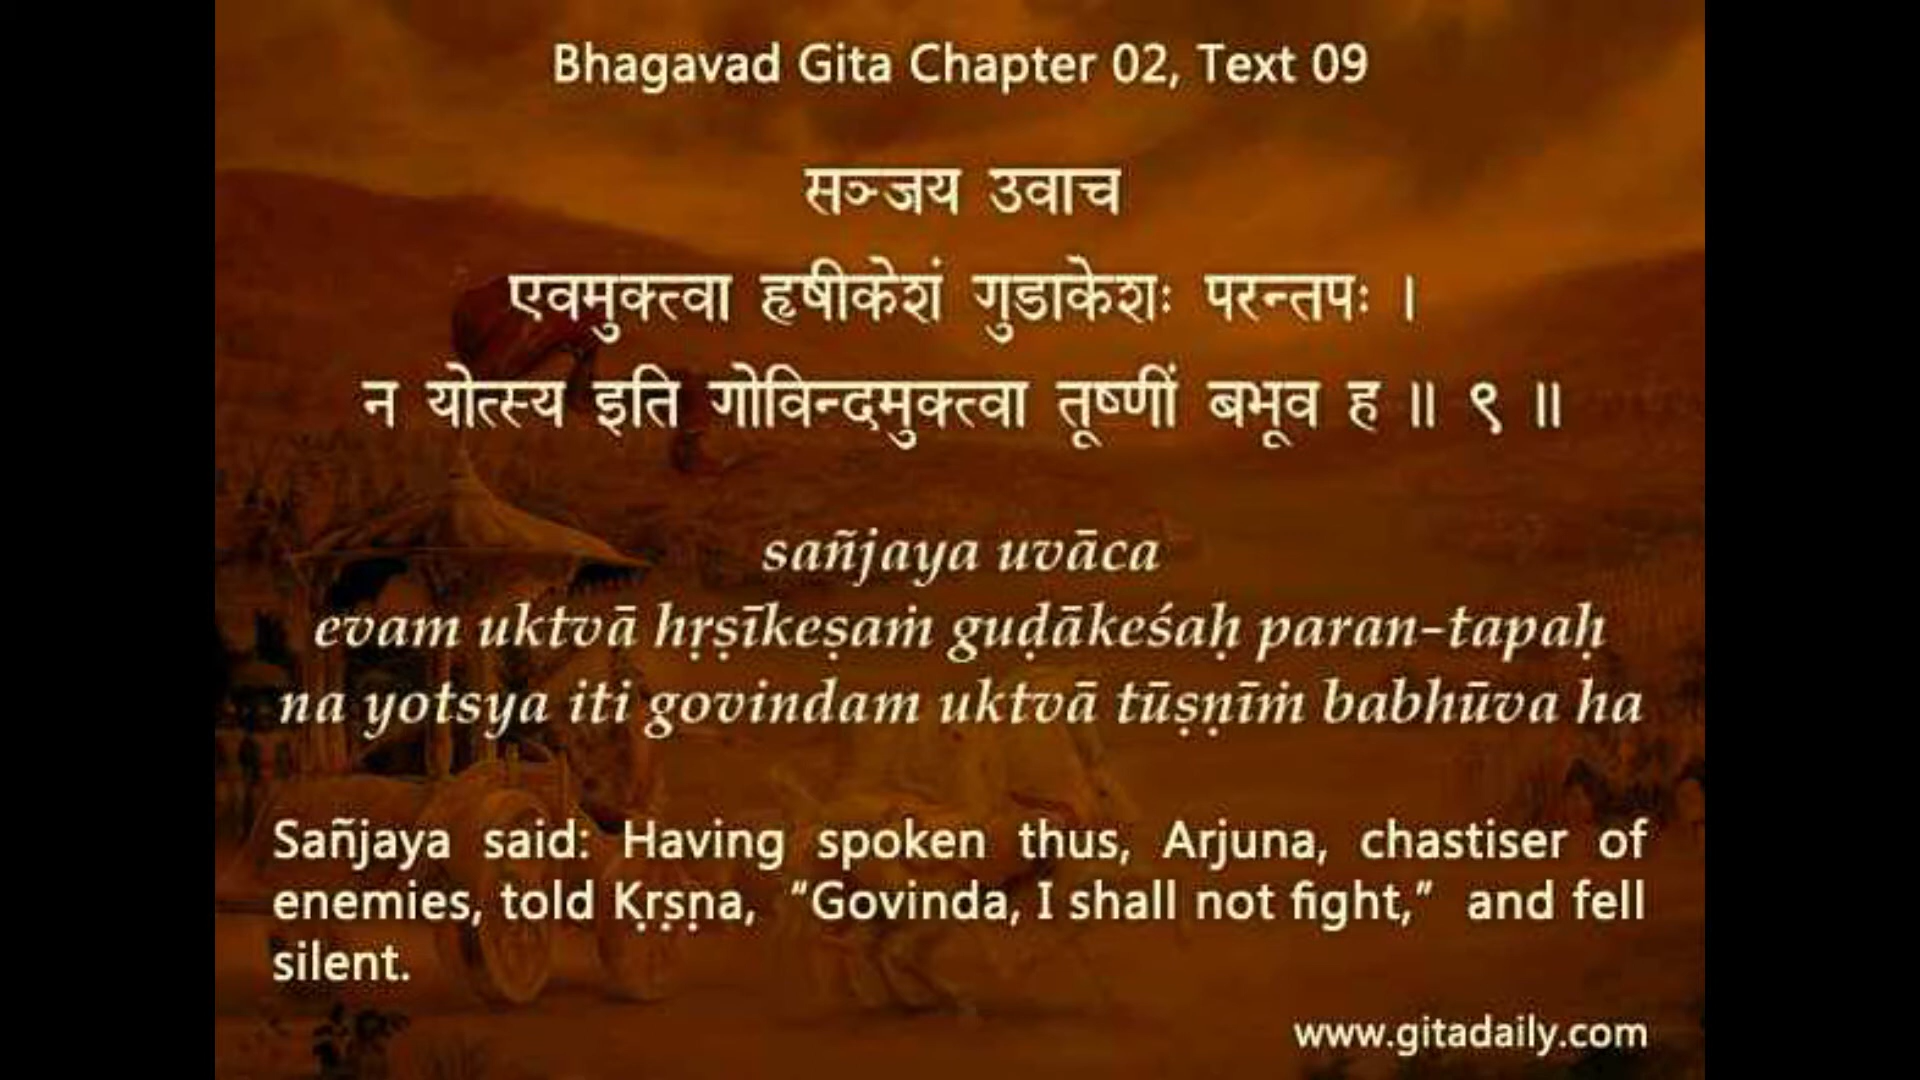 Bhagavad Gita Chapter 02, Text 09
सञ्जय उवाच
एवमुक्त्वा हृषीकेशं गुडाकेशः परन्तपः ।
न योत्स्य इति गोविन्दमुक्त्वा तूष्णीं बभूव ह ॥ ९ ॥
sañjaya uvāca
evam uktvā hṛṣīkeṣaṁ guḍākeśaḥ paran-tapaḥ
na yotsya iti govindam uktvā tūṣṇīṁ babhūva ha
Sañjaya said: Having spoken thus, Arjuna, chastiser of
enemies, told Kṛṣṇa, “Govinda, I shall not fight,” and fell
silent.
www.gitadaily.com